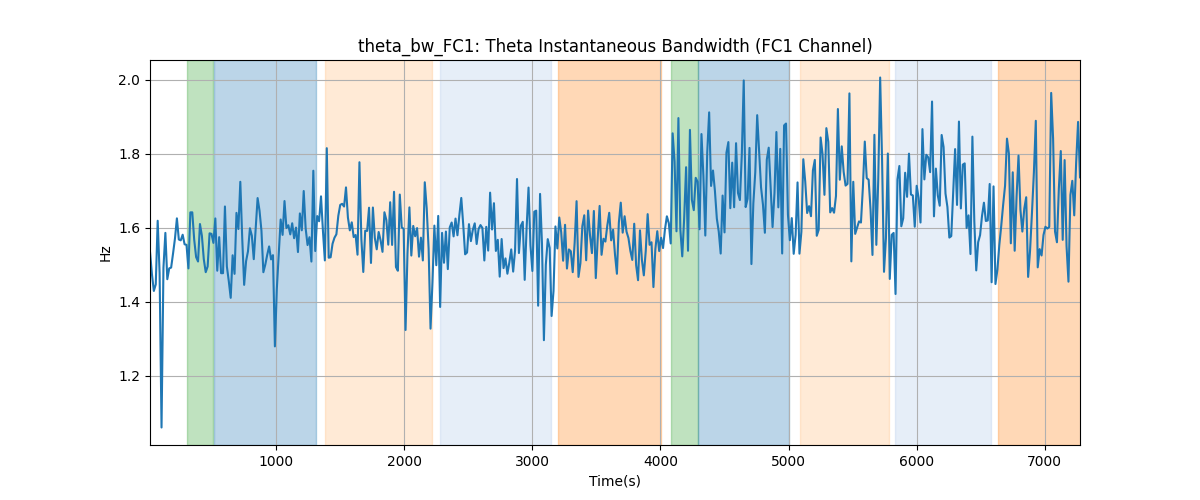 theta_bw_FC1: Theta Instantaneous Bandwidth (FC1 Channel)
2.0
1.8
1.6
1.4
1.2
Hz
1000 2000 3000 4000 5000 6000 7000
Time(s)